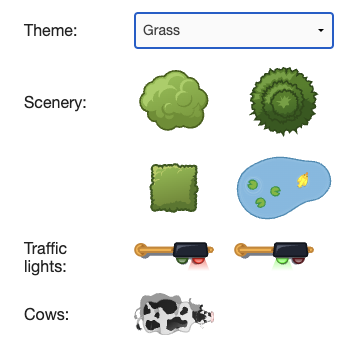 Theme:
Grass
Scenery:
Traffic
lights:
Cows: